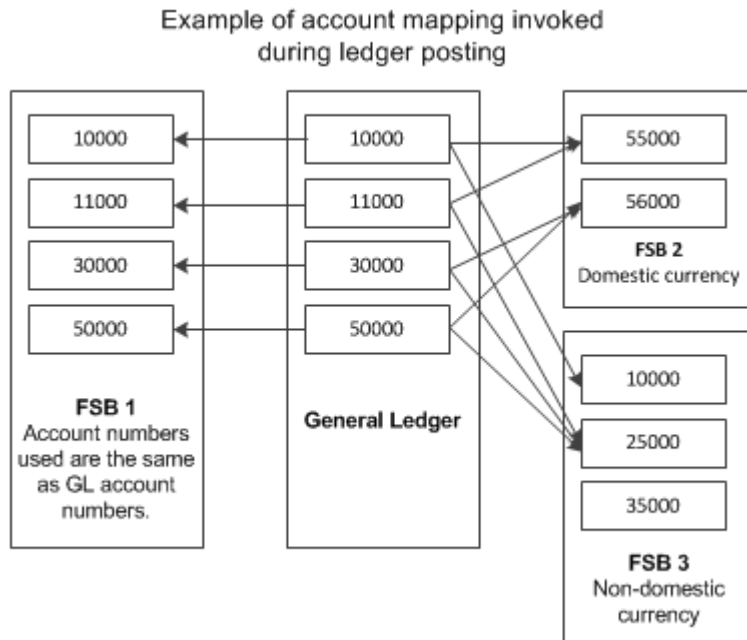 Example of account mapping invoked
during ledger posting
10000
11000
30000
50000
FSB 1
Account numbers
used are the same
as GL account
numbers.
10000
11000
30000
50000
General Ledger
55000
56000
FSB 2
Domestic currency
10000
25000
35000
FSB 3
Non-domestic
currency